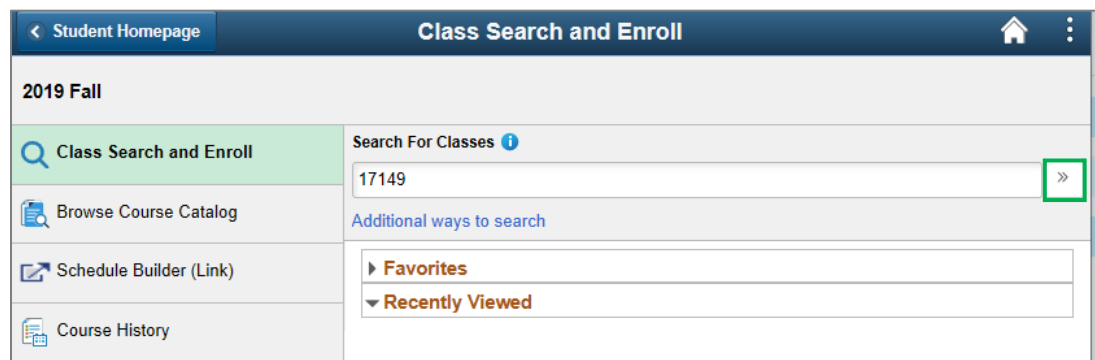 Student Homepage
Class Search and Enroll
2019 Fall
Class Search and Enroll
Browse Course Catalog
Schedule Builder (Link)
Course History
Search For Classes
17149
»
Additional ways to search
Favorites
Recently Viewed